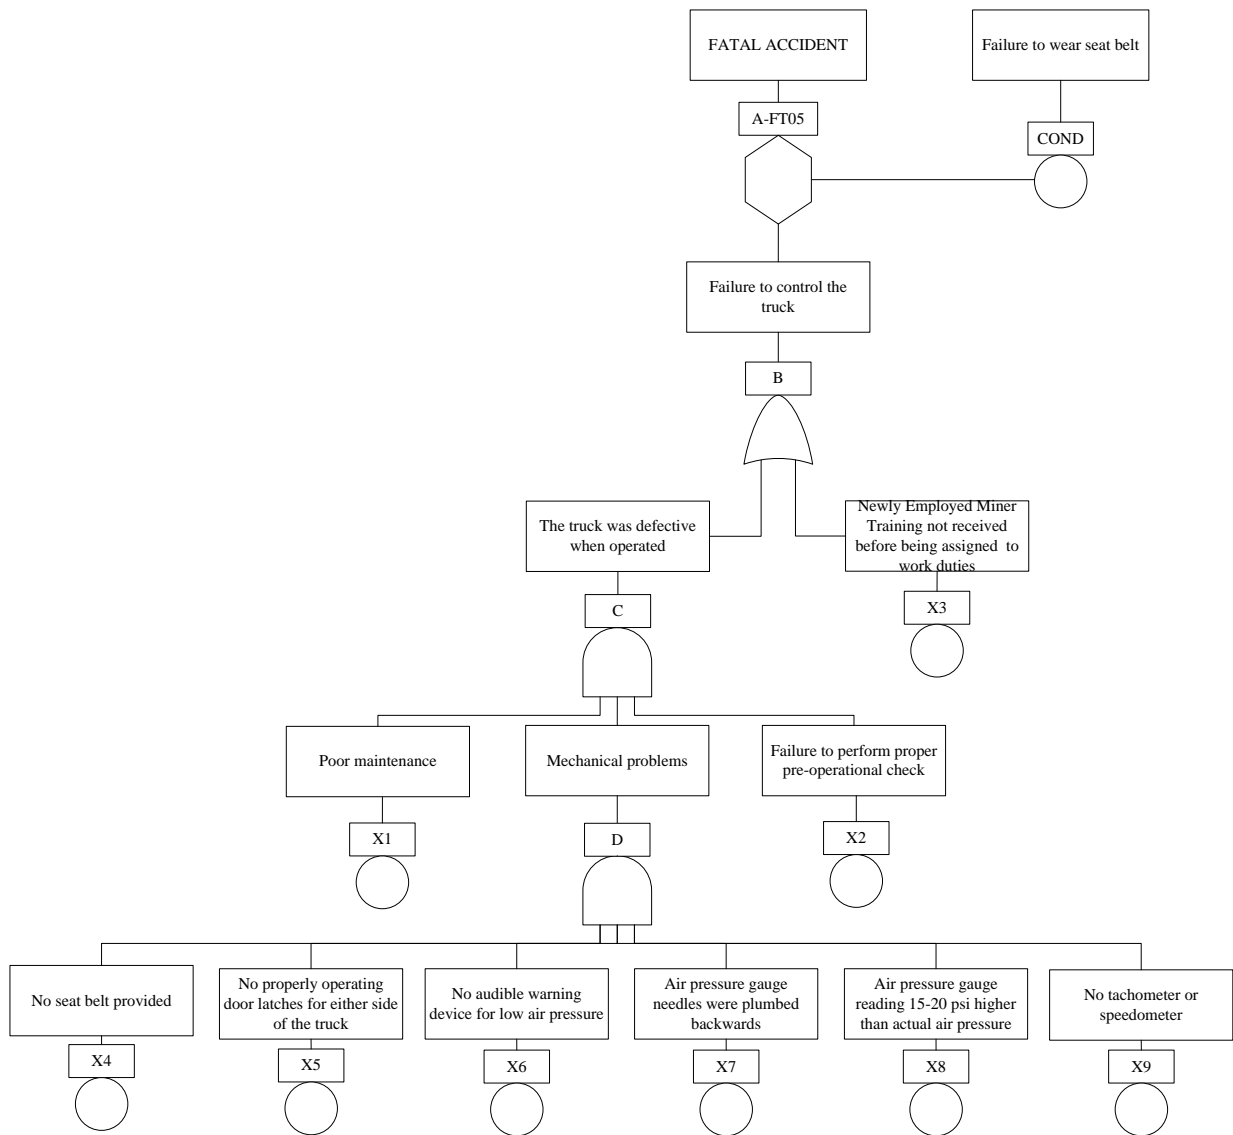 FATAL ACCIDENT
Failure to wear seat belt
A-FT05
COND
Failure to control the
truck
B
The truck was defective
when operated
Newly Employed Miner
Training not received
before being assigned to
work duties
C
X3
Poor maintenance
Mechanical problems
Failure to perform proper
pre-operational check
X1
D
X2
No seat belt provided
No properly operating
door latches for either side
of the truck
No audible warning
device for low air pressure
Air pressure gauge
needles were plumbed
backwards
Air pressure gauge
reading 15-20 psi higher
than actual air pressure
No tachometer or
speedometer
X4
X5
X6
X7
X8
X9